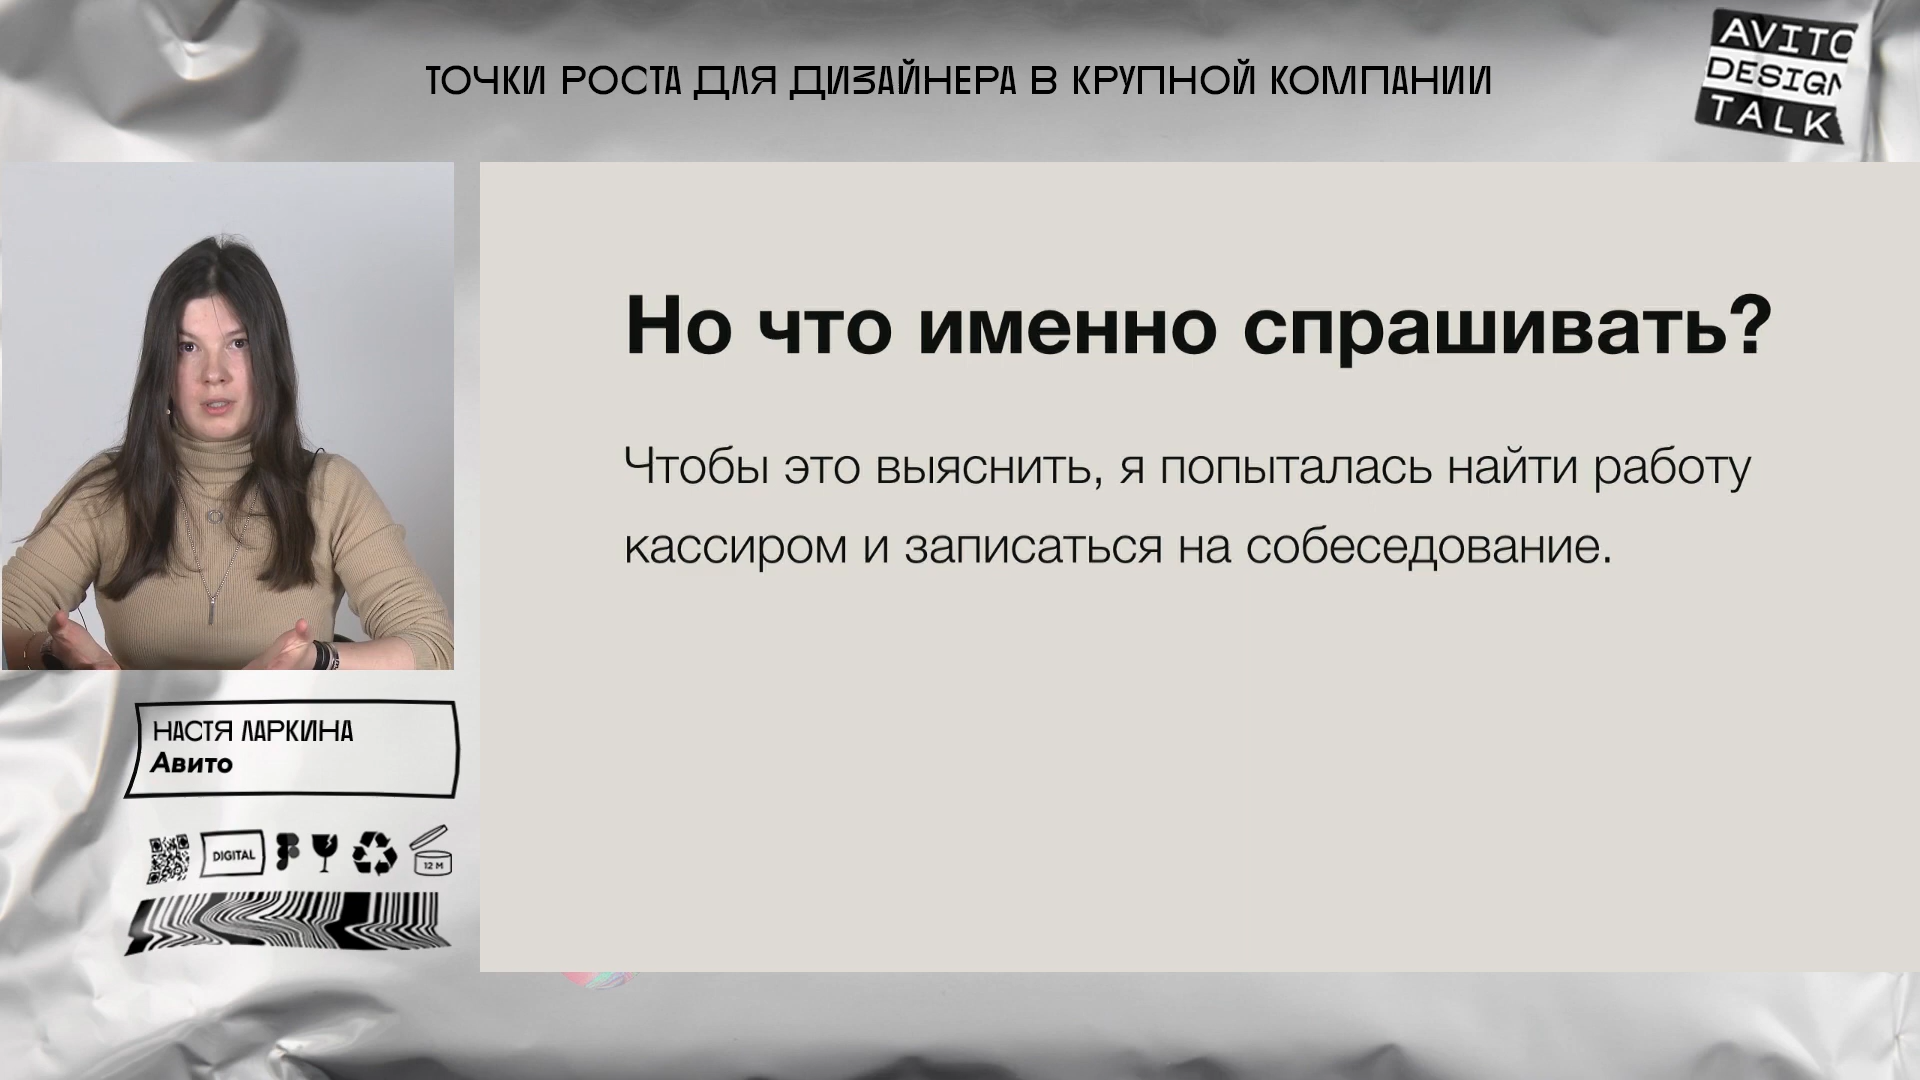 ТОЧКИ РОСТА ДЛЯ ДИЗАЙНЕРА В КРУПНОЙ КОМПАНИИ
AVITO
DESIGN
TALK
Но что именно спрашивать?
Чтобы это выяснить, я попыталась найти работу
кассиром и записаться на собеседование.
НАСТЯ ЛАРКИНА
Авито
DIGITAL
12 M